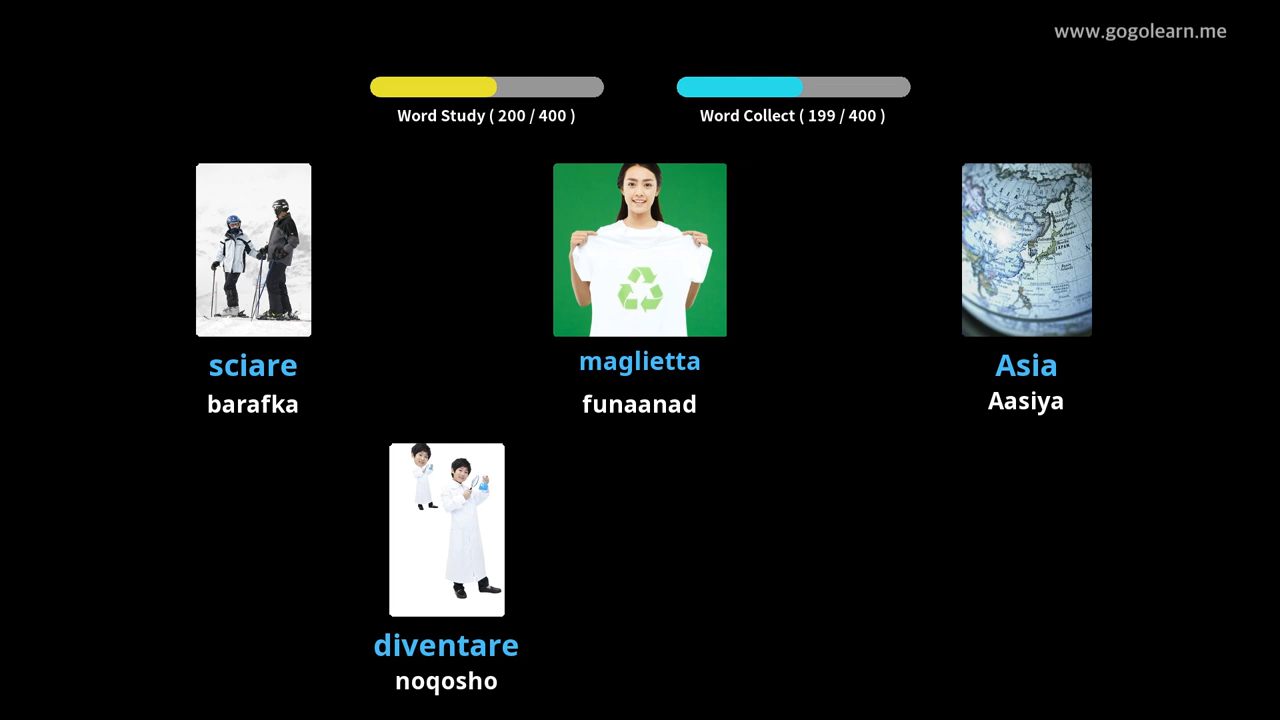 www.gogolearn.me
Word Study ( 200 / 400 )
Word Collect ( 199 / 400 )
sciare
barafka
maglietta
funaanad
Asia
Aasiya
diventare
noqosho